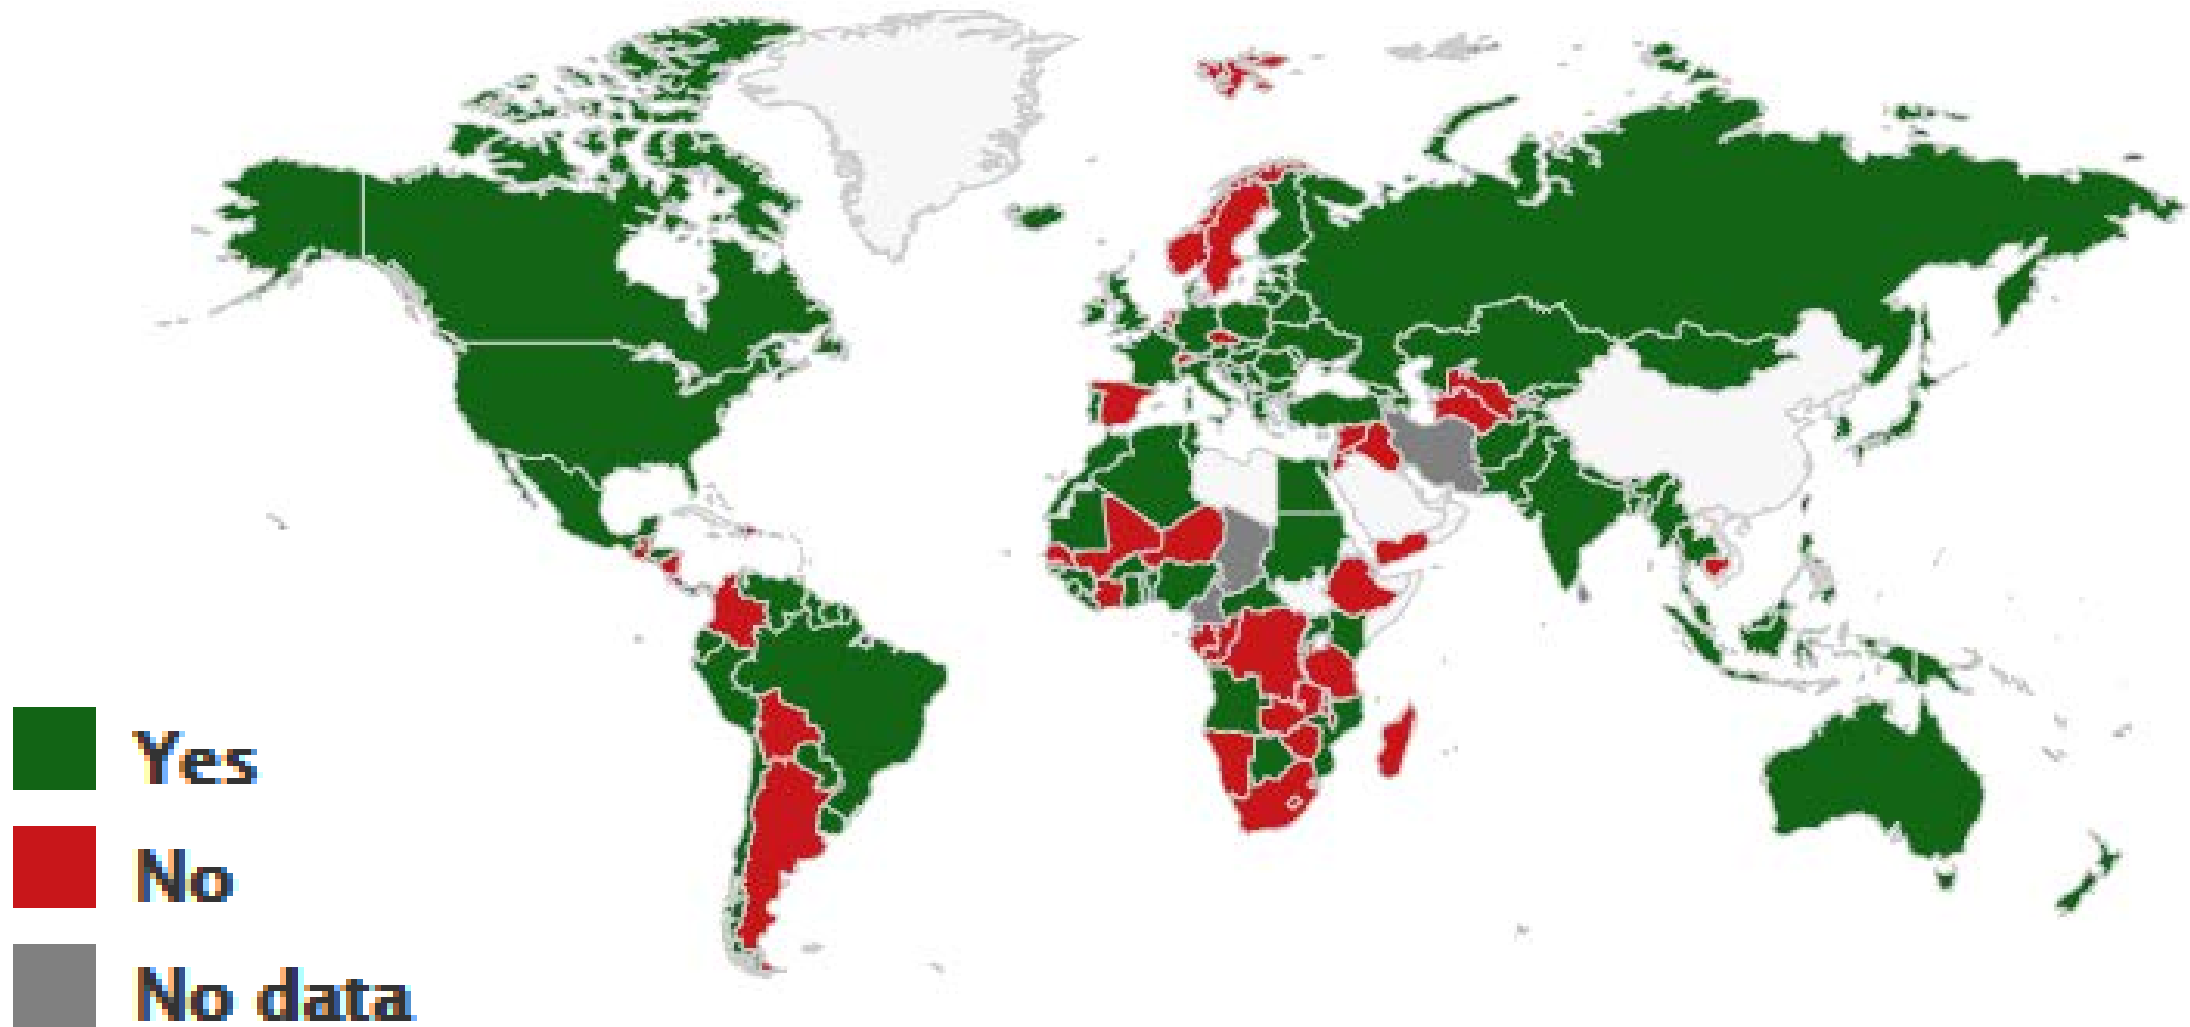 Yes
No
No data